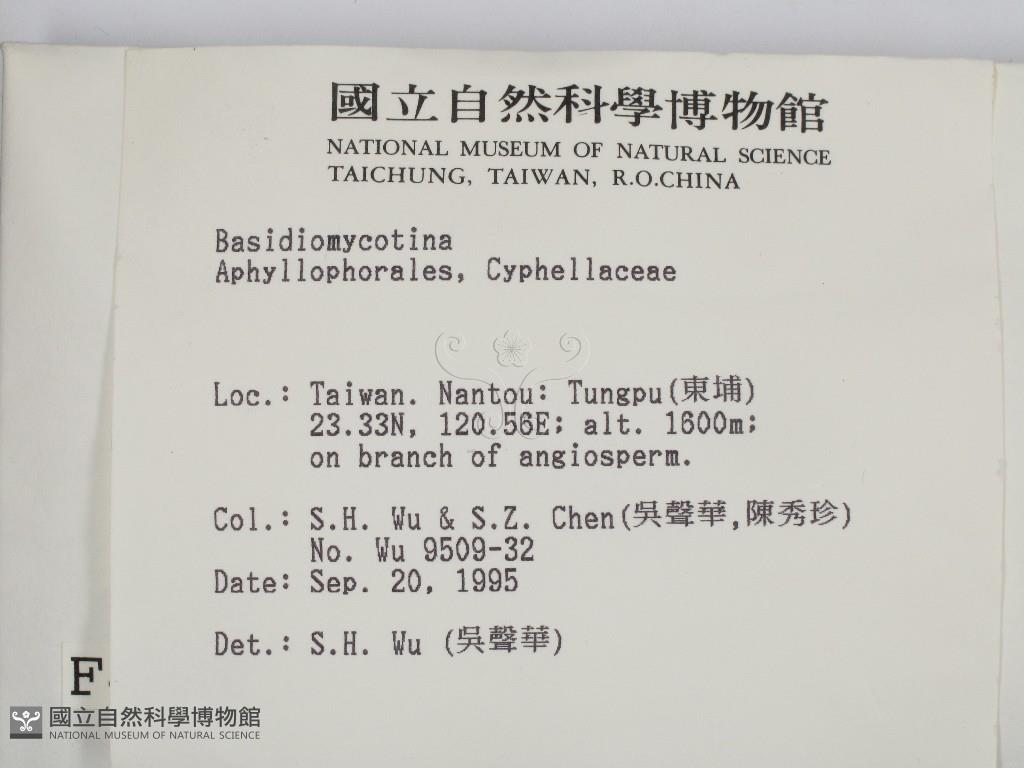 國立自然科學博物館
NATIONAL MUSEUM OF NATURAL SCIENCE
TAICHUNG, TAIWAN, R.O.CHINA
Basidiomycotina
Aphyllophorales, Cyphellaceae
Loc.: Taiwan. Nantou: Tungpu(東埔)
23.33N, 120.56E; alt. 1600m;
on branch of angiosperm.
Col.: S.H. Wu & S.Z. Chen(吳聲華,陳秀珍)
No. Wu 9509-32
Date: Sep. 20, 1995
Det.: S.H. Wu (吳聲華)
F
國立自然科學博物館
NATIONAL MUSEUM OF NATURAL SCIENCE